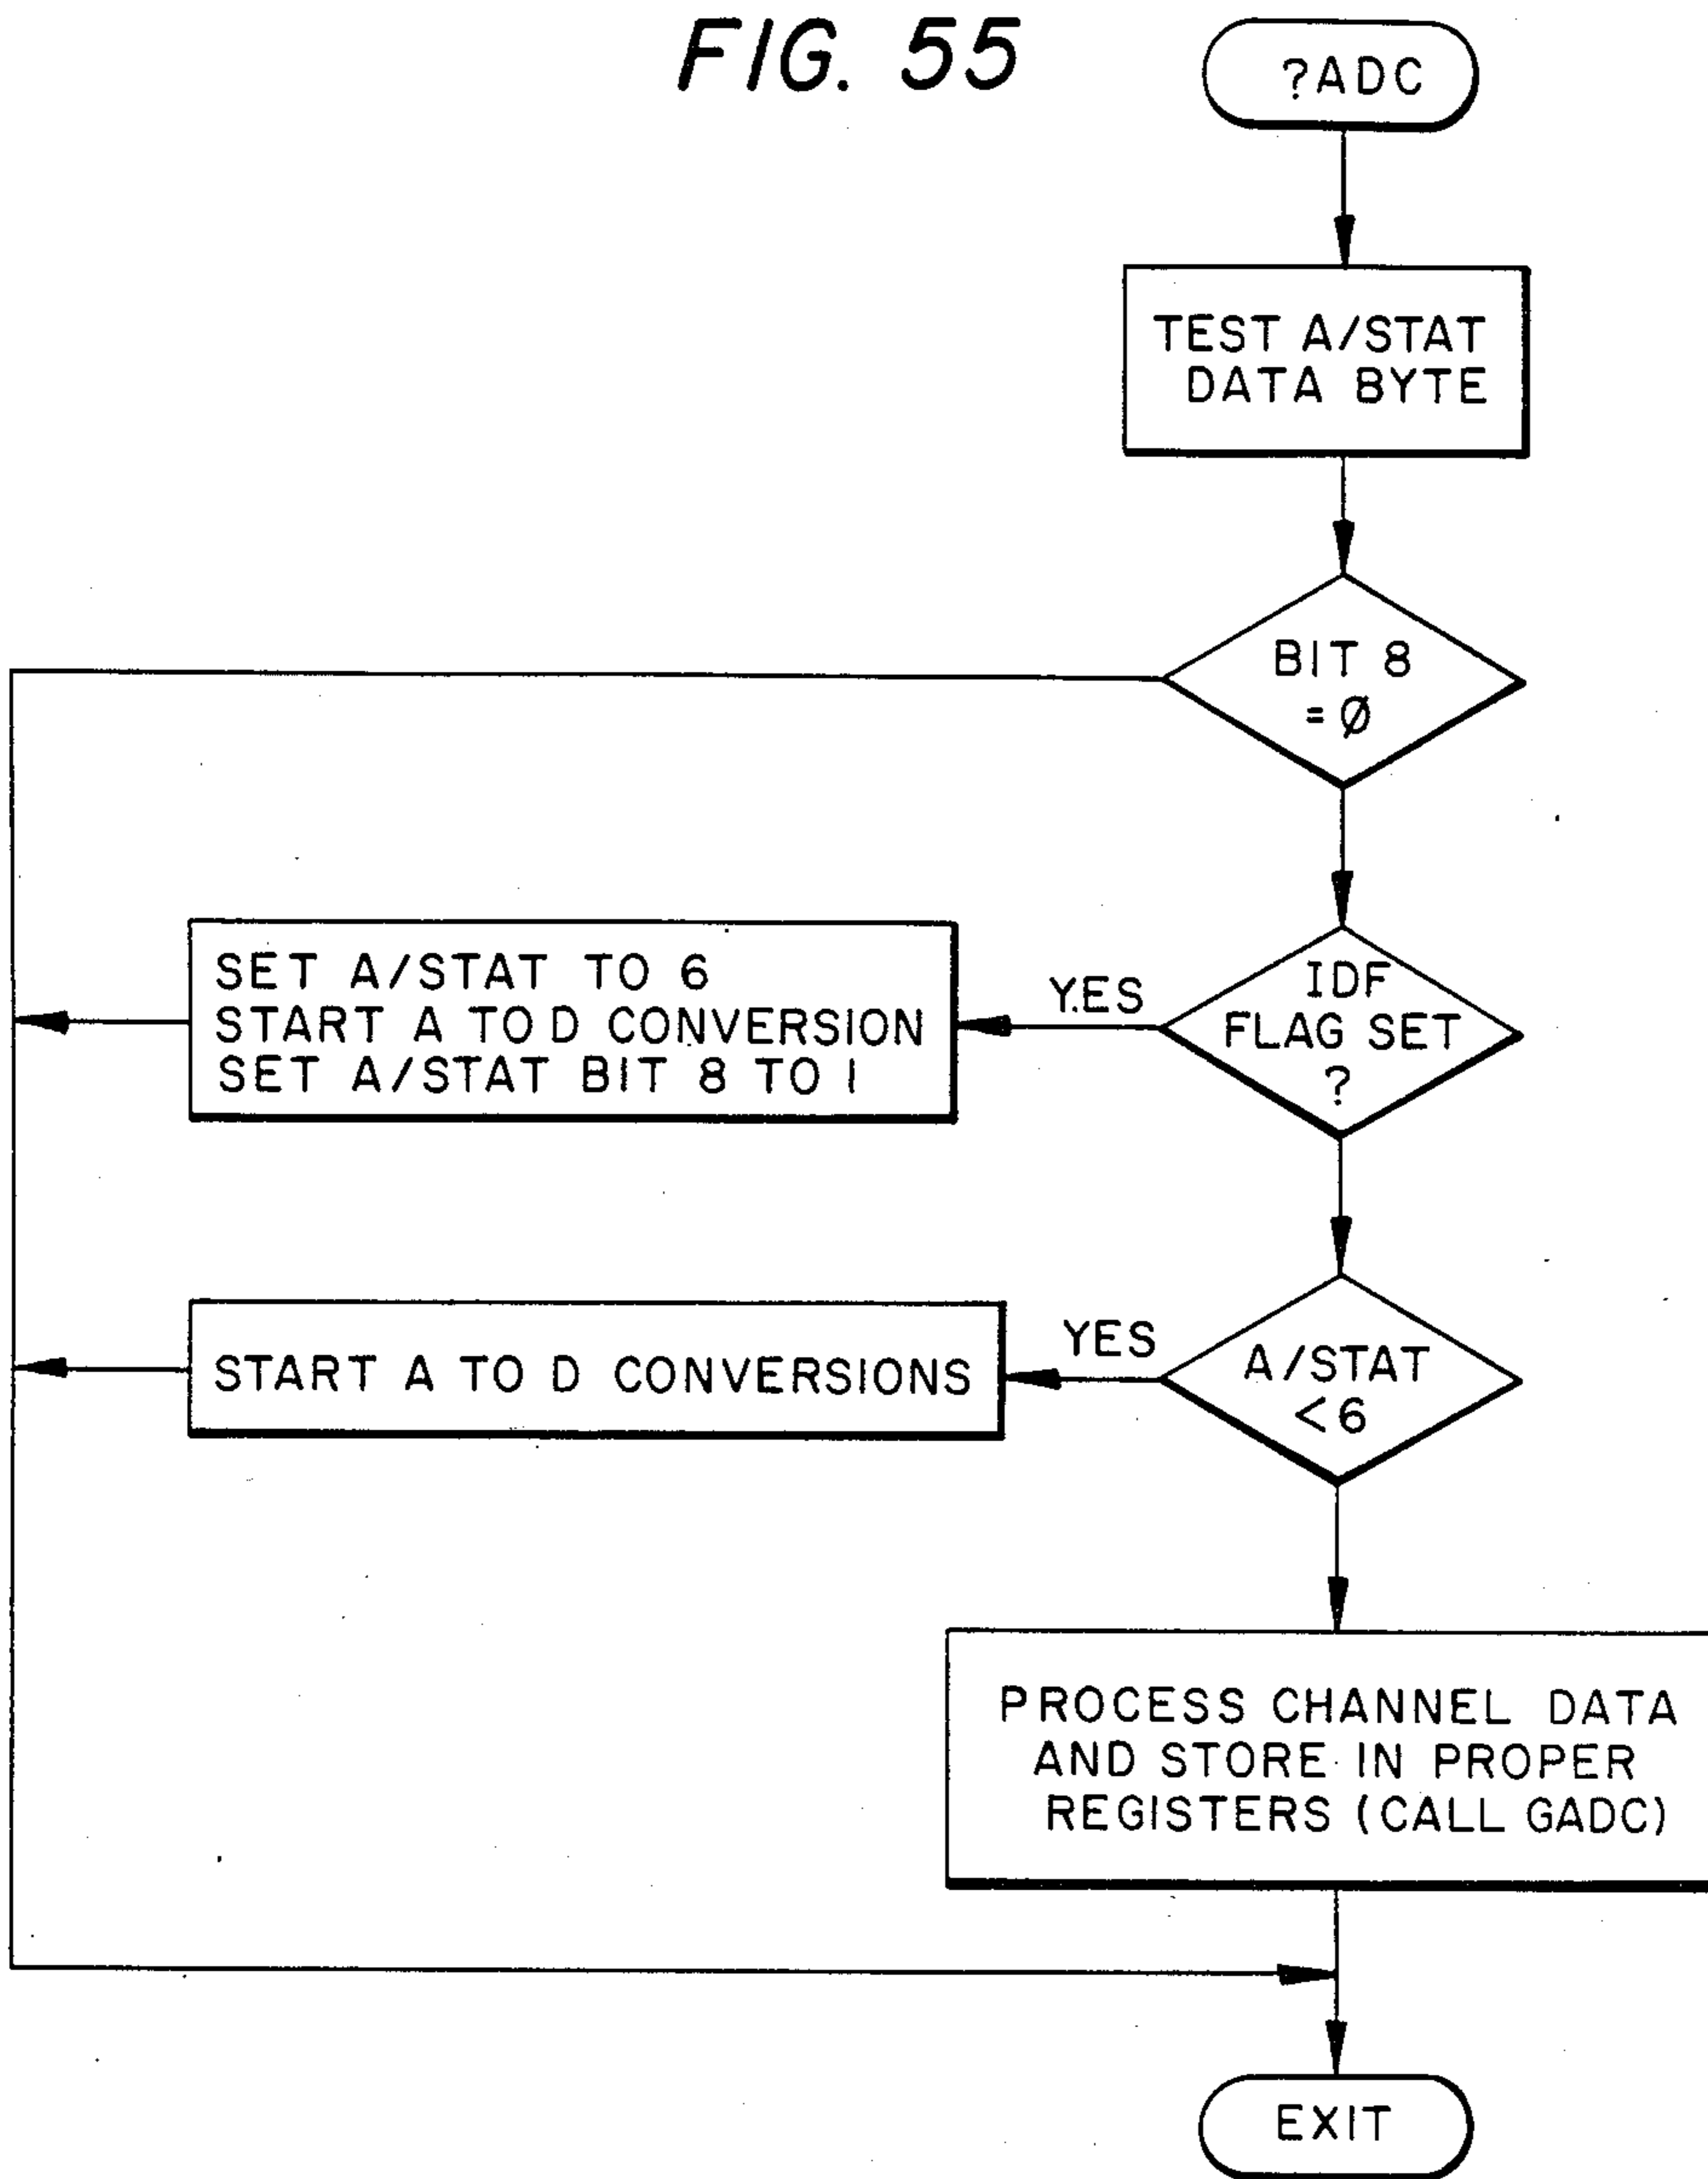 FIG. 55
?ADC
TEST A/STAT
DATA BYTE
BIT 8
=Ø
IDF
FLAG SET
?
YES
SET A/STAT TO 6
START A TO D CONVERSION
SET A/STAT BIT 8 TO 1
A/STAT
<6
YES
START A TO D CONVERSIONS
PROCESS CHANNEL DATA
AND STORE IN PROPER
REGISTERS (CALL GADC)
EXIT